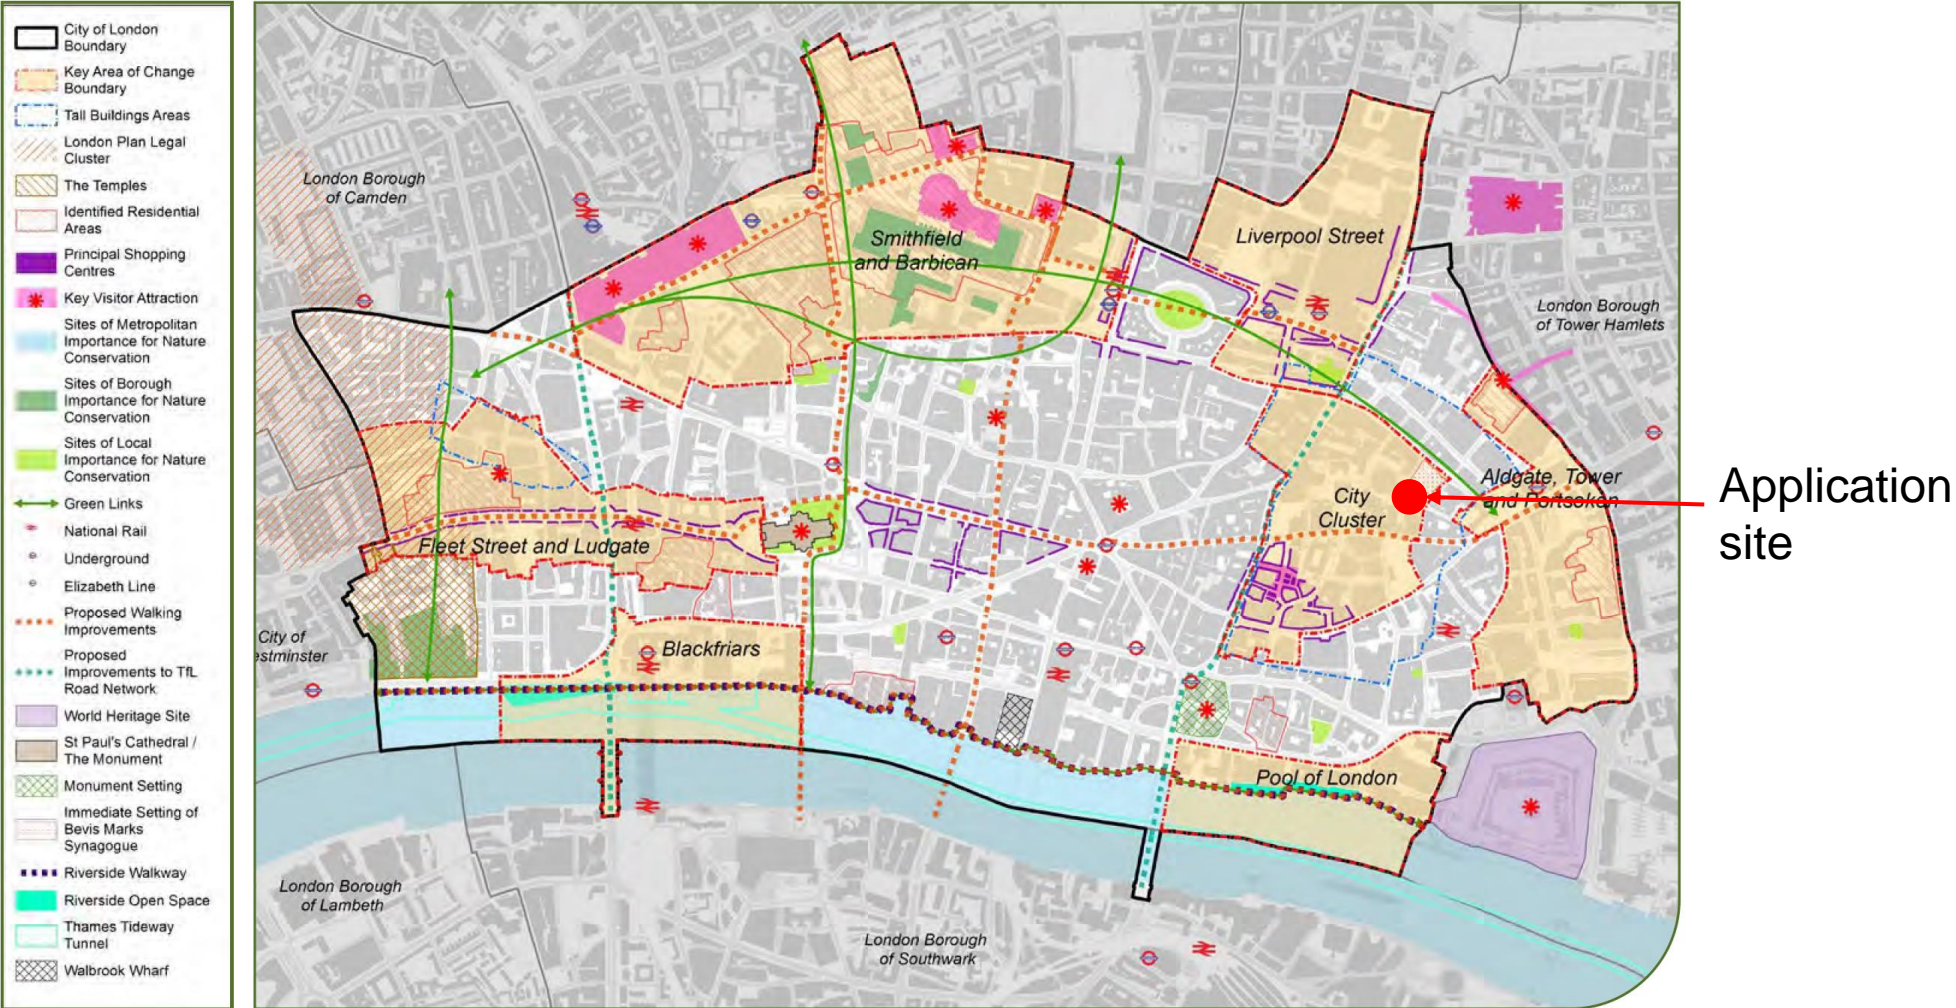 City of London
Boundary
Key Area of Change
Boundary
Tall Buildings Areas
London Plan Legal
Cluster
The Temples
Identified Residential
Areas
Principal Shopping
Centres
Key Visitor Attraction
Sites of Metropolitan
Importance for Nature
Conservation
Sites of Borough
Importance for Nature
Conservation
Sites of Local
Importance for Nature
Conservation
Green Links
National Rail
Underground
Elizabeth Line
Proposed Walking
Improvements
Proposed
Improvements to TfL
Road Network
World Heritage Site
St Paul's Cathedral /
The Monument
Monument Setting
Immediate Setting of
Bevis Marks
Synagogue
Riverside Walkway
Riverside Open Space
Thames Tideway
Tunnel
Walbrook Wharf
London Borough
of Camden
Smithfield
and Barbican
Liverpool Street
London Borough
of Tower Hamlets
City
Cluster
Aldgate, Tower
and Portsoken
Application
site
Fleet Street and Ludgate
City of
estminster
Blackfriars
Pool of London
London Borough
of Lambeth
London Borough
of Southwark